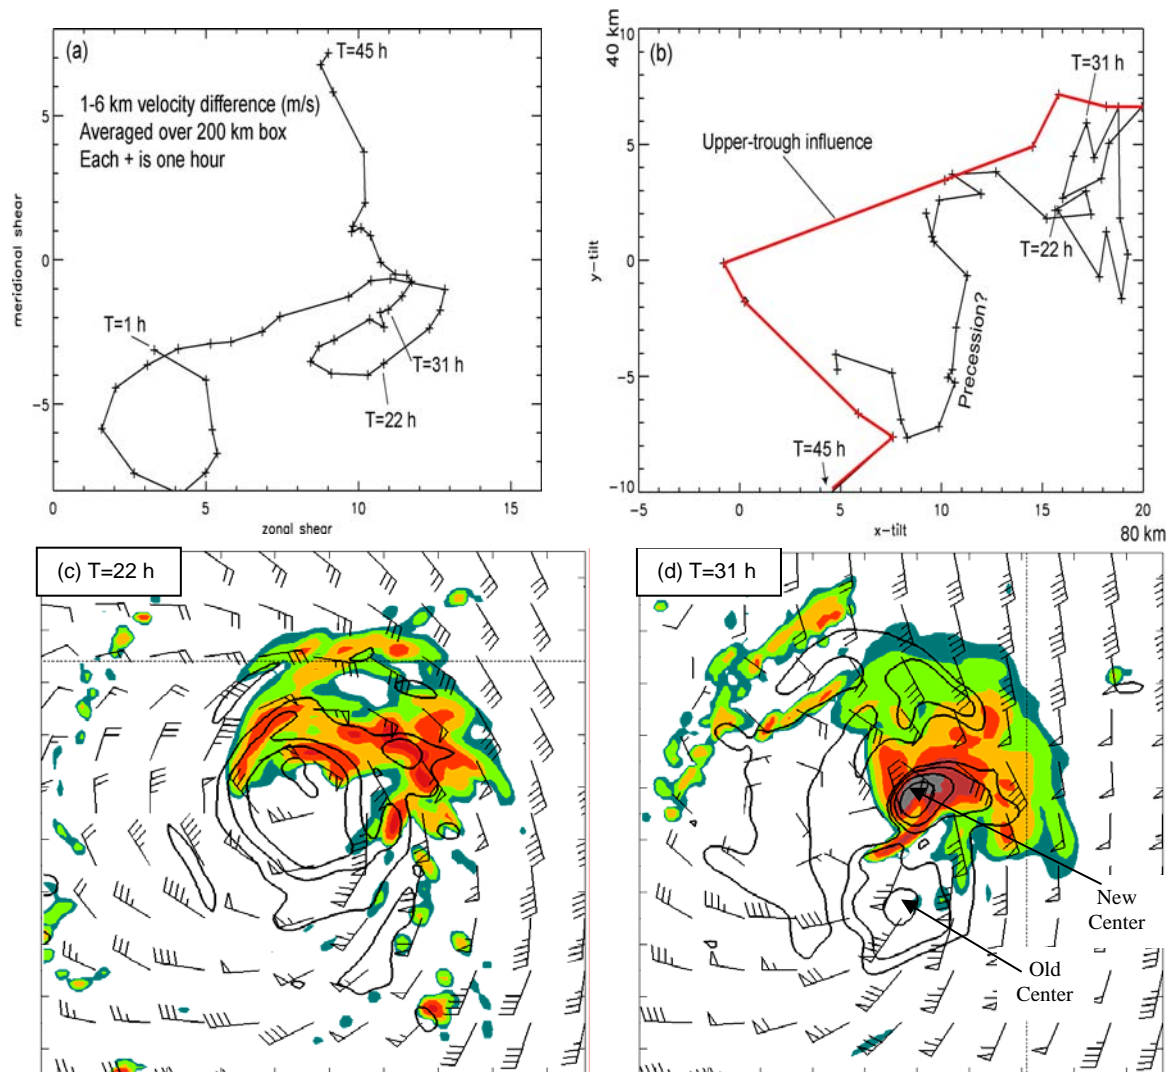 (a)
T=45 h
1-6 km velocity difference (m/s)
Averaged over 200 km box
Each + is one hour
T=1 h
T=31 h
T=22 h
5
0
-5
meridional shear
0
5
10
15
zonal shear
(b)
40 km
T=31 h
Upper-trough influence
T=22 h
Precession?
T=45 h
10
5
0
-5
-10
y-tilt
-5
0
5
10
15
20
x-tilt
80 km
(c) T=22 h
(d) T=31 h
New
Center
Old
Center